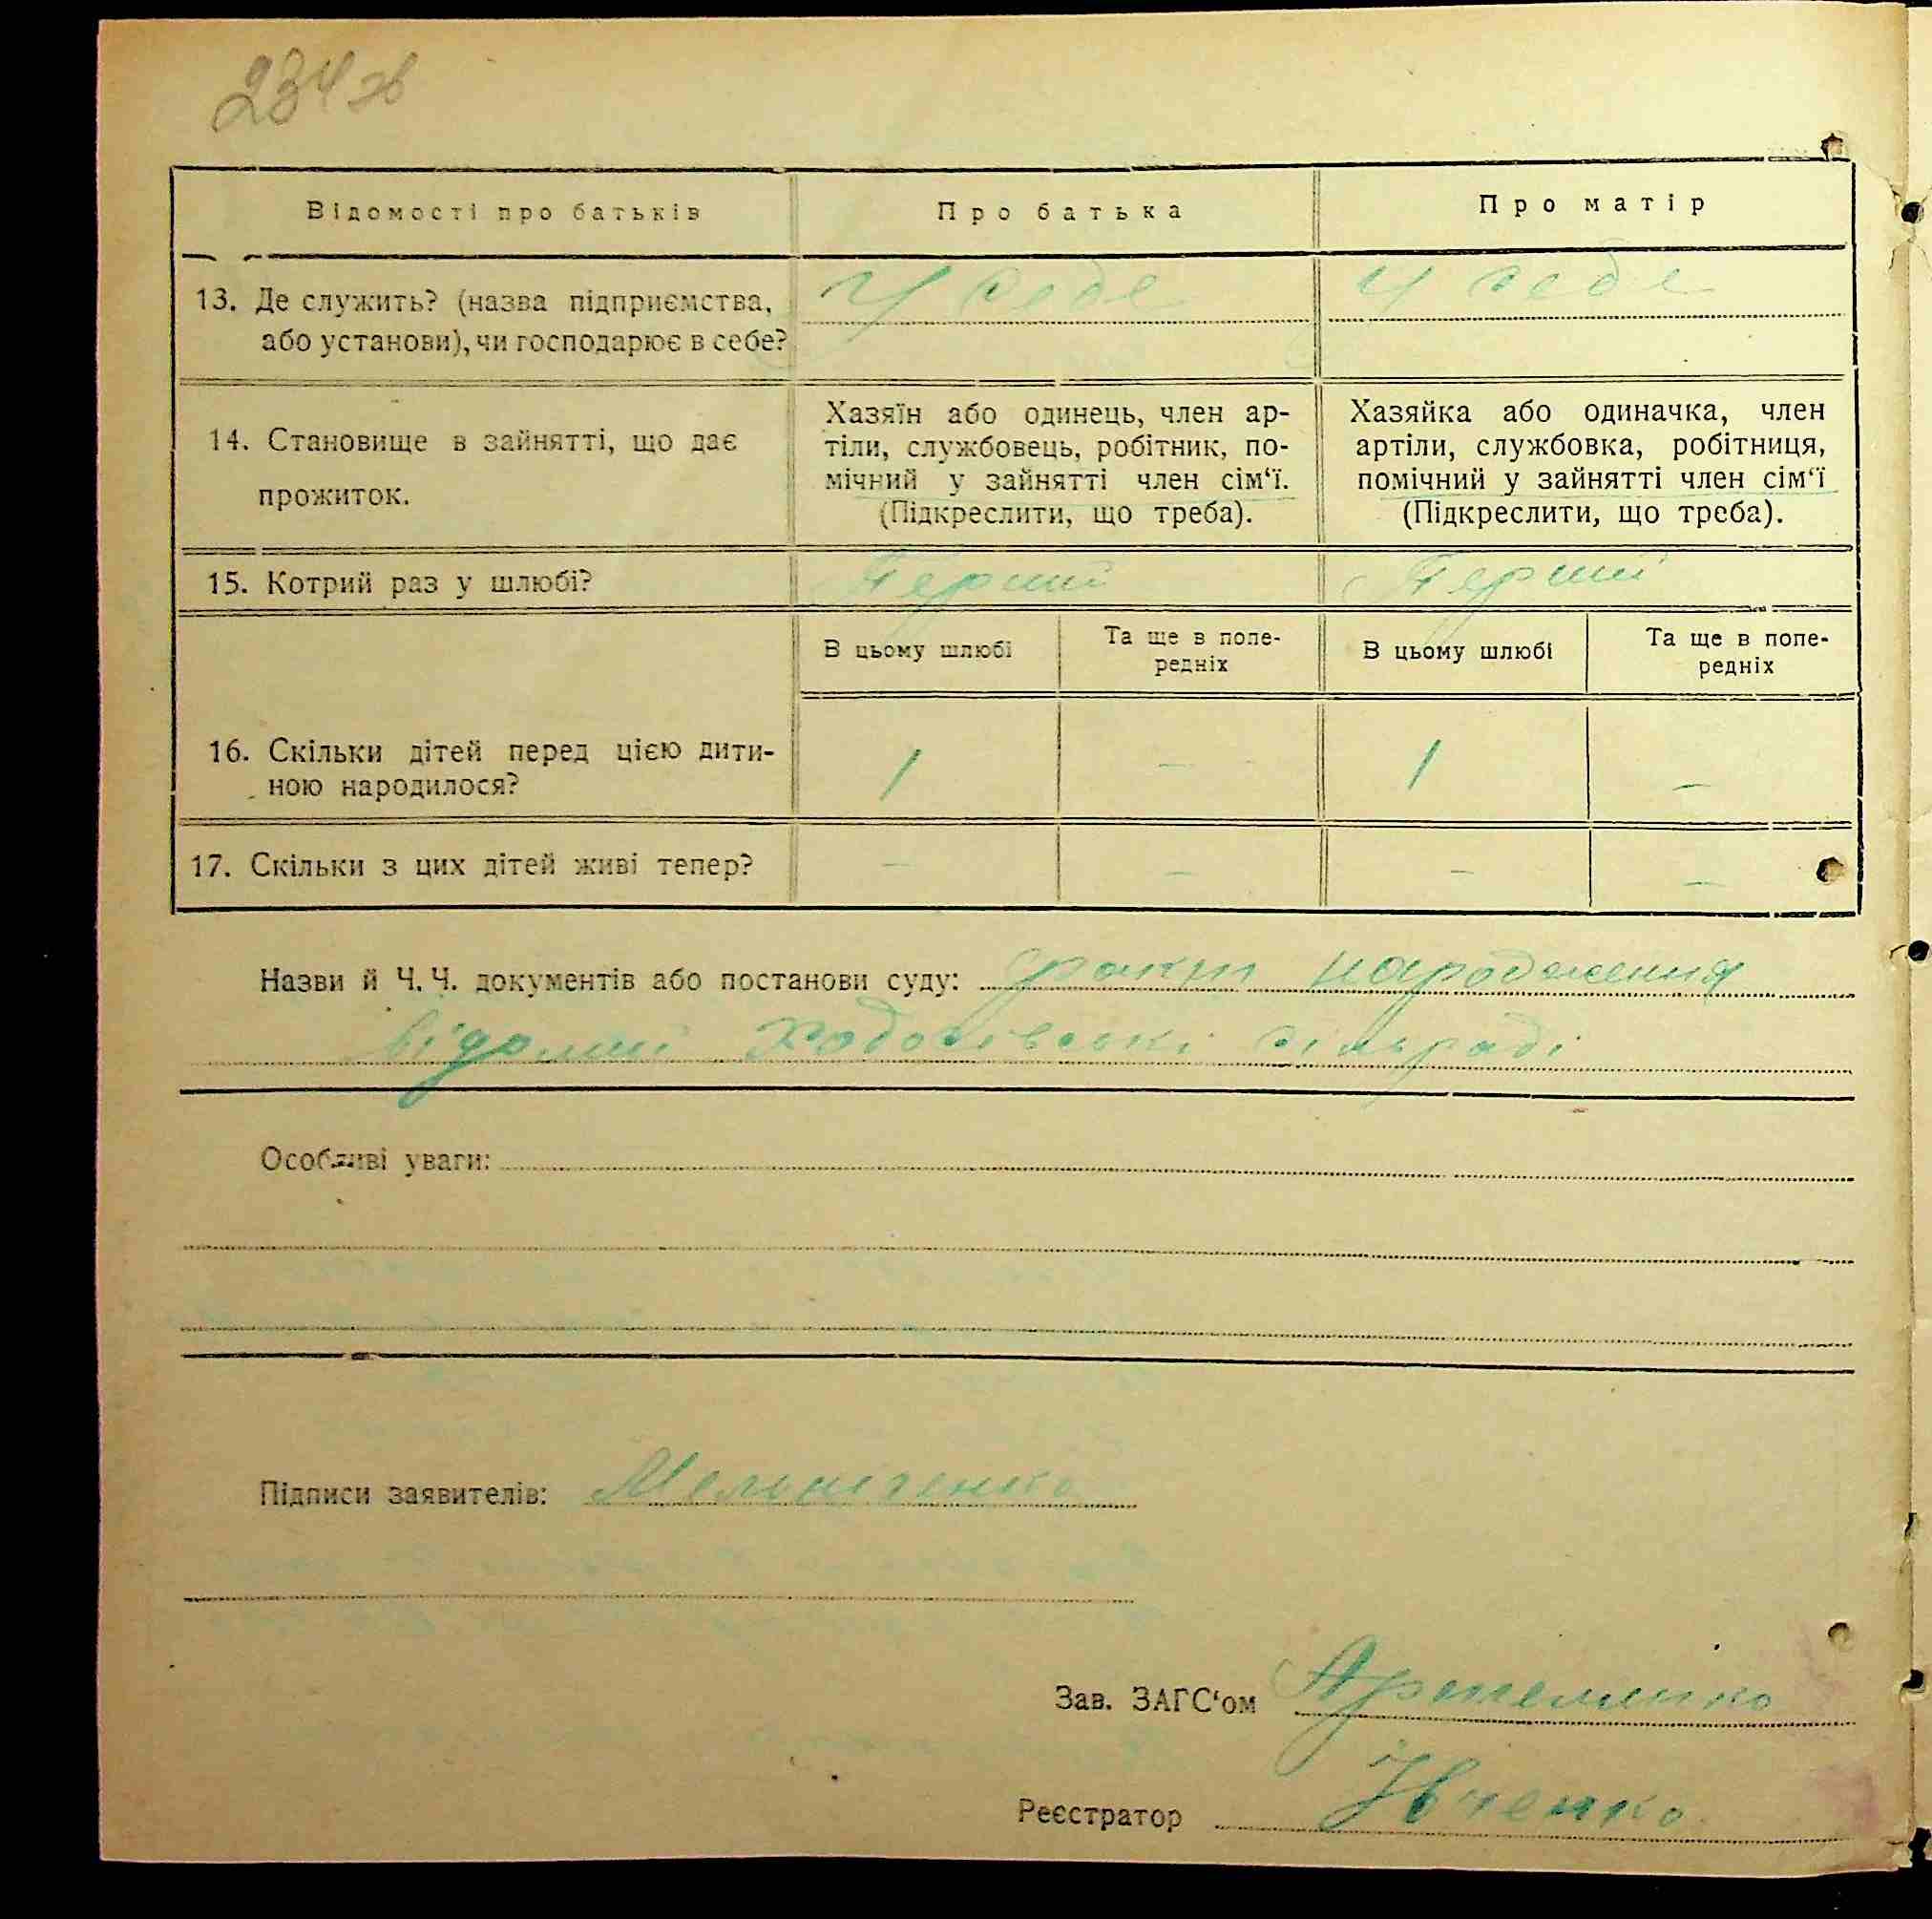 234 зв
Відомості про батьків
Про батька
Про матір
13. Де служить? (назва підприємства,
або установи), чи господарює в себе?
У себе
У себе
14. Становище в зайнятті, що дає
прожиток.
Хазяїн або одинець, член ар-
тіли, службовець, робітник, по-
мічний у зайнятті член сім‘ї.
(Підкреслити, що треба).
Хазяйка або одиначка, член
артіли, службовка, робітниця,
помічний у зайнятті член сім‘ї
(Підкреслити, що треба).
15. Котрий раз у шлюбі?
Перший
Перший
В цьому шлюбі
Та ще в попе-
редніх
В цьому шлюбі
Та ще в попе-
редніх
16. Скільки дітей перед цією дити-
ною народилося?
1
–
1
–
17. Скільки з цих дітей живі тепер?
–
–
–
–
Назви й Ч. Ч. документів або постанови суду: факт народження
відомий Ходосівські сільраді
Особливі уваги:
Підписи заявителів: Мельниченко
Зав. ЗАГС‘ом Артеменко
Реєстратор Івченко